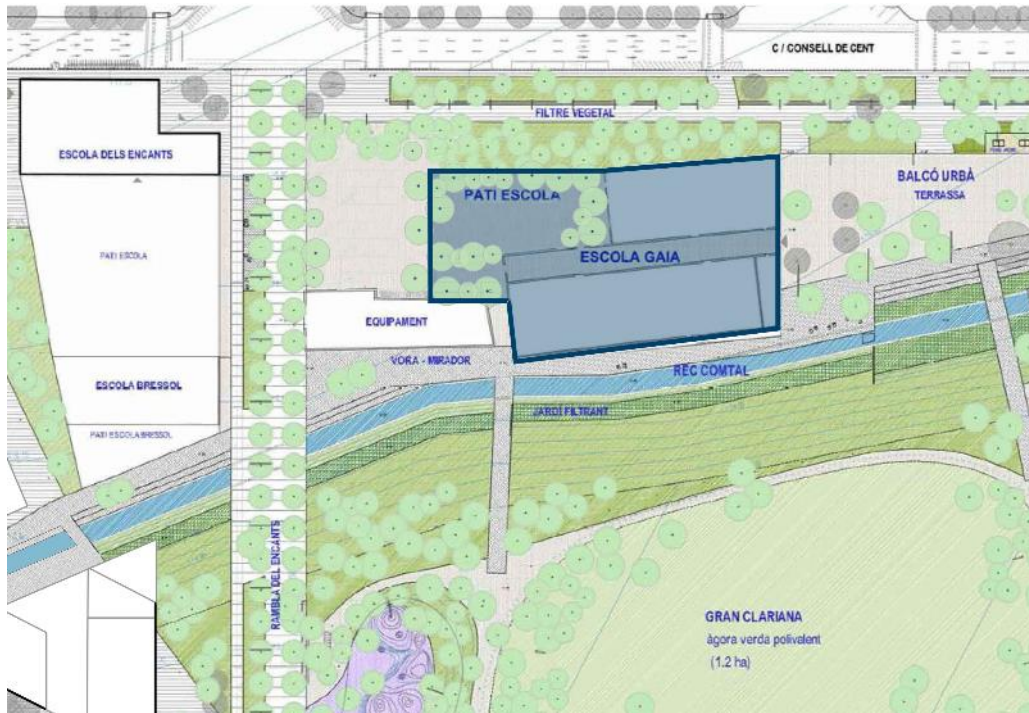 C / CONSELL DE CENT
FILTRE VEGETAL
ESCOLA DELS ENCANTS
BALCÓ URBÀ
TERRASSA
PATI ESCOLA
ESCOLA GAIA
PATI ESCOLA
EQUIPAMENT
VORA - MIRADOR
REC COMTAL
ESCOLA BRESSOL
JARDÍ FILTRANT
PATI ESCOLA BRESSOL
RAMBLA DEL ENCANTS
GRAN CLARIANA
àgora verda polivalent
(1.2 ha)